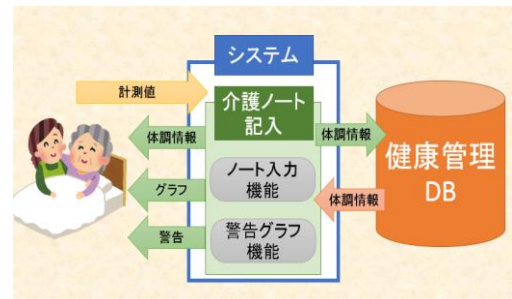 システム
計測値
介護ノート
記入
体調情報
体調情報
健康管理
DB
ノート入力
機能
グラフ
体調情報
警告グラフ
機能
警告